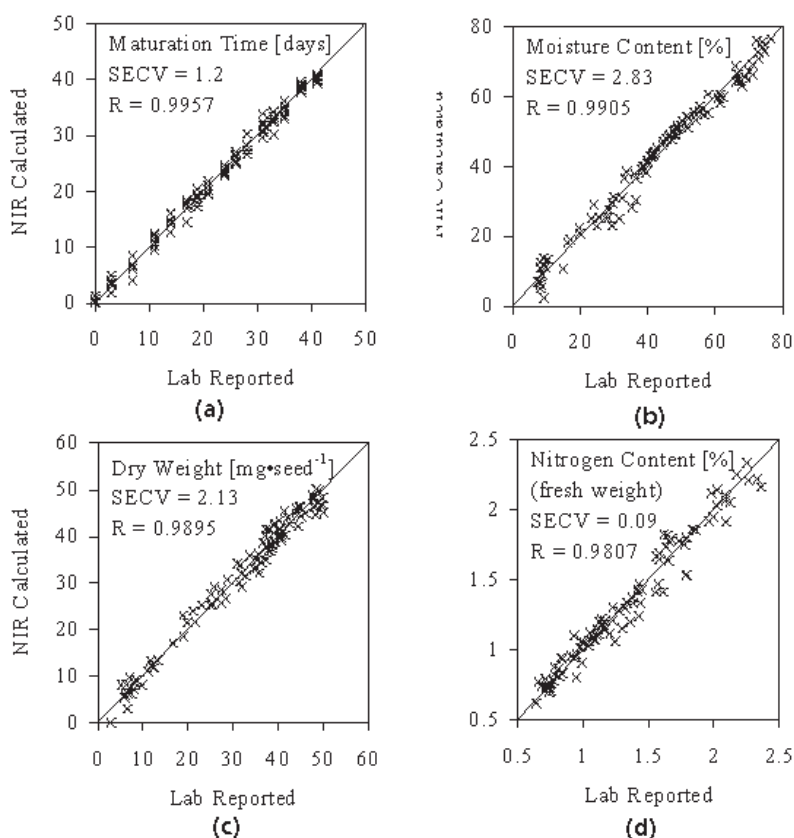 Maturation Time [days]
SECV = 1.2
R = 0.9957
NIR Calculated
50
40
30
20
10
0
0 10 20 30 40 50
Lab Reported
(a)
Moisture Content [%]
SECV = 2.83
R = 0.9905
NIR Calculated
80
60
40
20
0
0 20 40 60 80
Lab Reported
(b)
Dry Weight [mg•seed⁻¹]
SECV = 2.13
R = 0.9895
NIR Calculated
60
50
40
30
20
10
0
0 10 20 30 40 50 60
Lab Reported
(c)
Nitrogen Content [%]
(fresh weight)
SECV = 0.09
R = 0.9807
2.5
2
1.5
1
0.5
0.5 1 1.5 2 2.5
Lab Reported
(d)